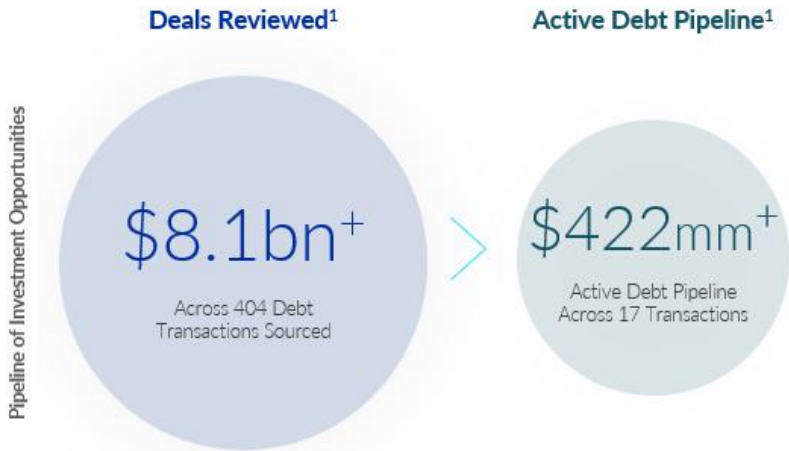 Deals Reviewed¹
Active Debt Pipeline¹
Pipeline of Investment Opportunities
$8.1bn⁺
Across 404 Debt
Transactions Sourced
$422mm⁺
Active Debt Pipeline
Across 17 Transactions